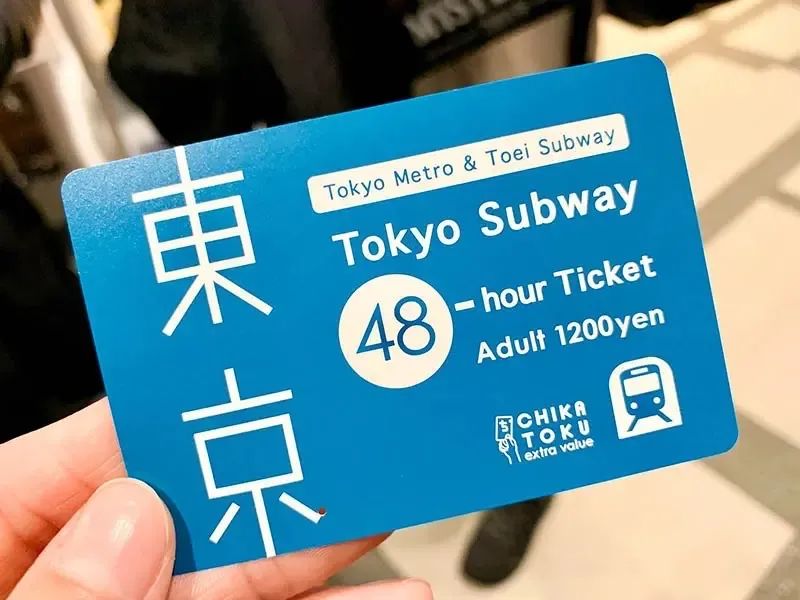 東京
Tokyo Metro & Toei Subway
Tokyo Subway
48-hour Ticket
Adult 1200yen
CHIKA
TOKU
extra value